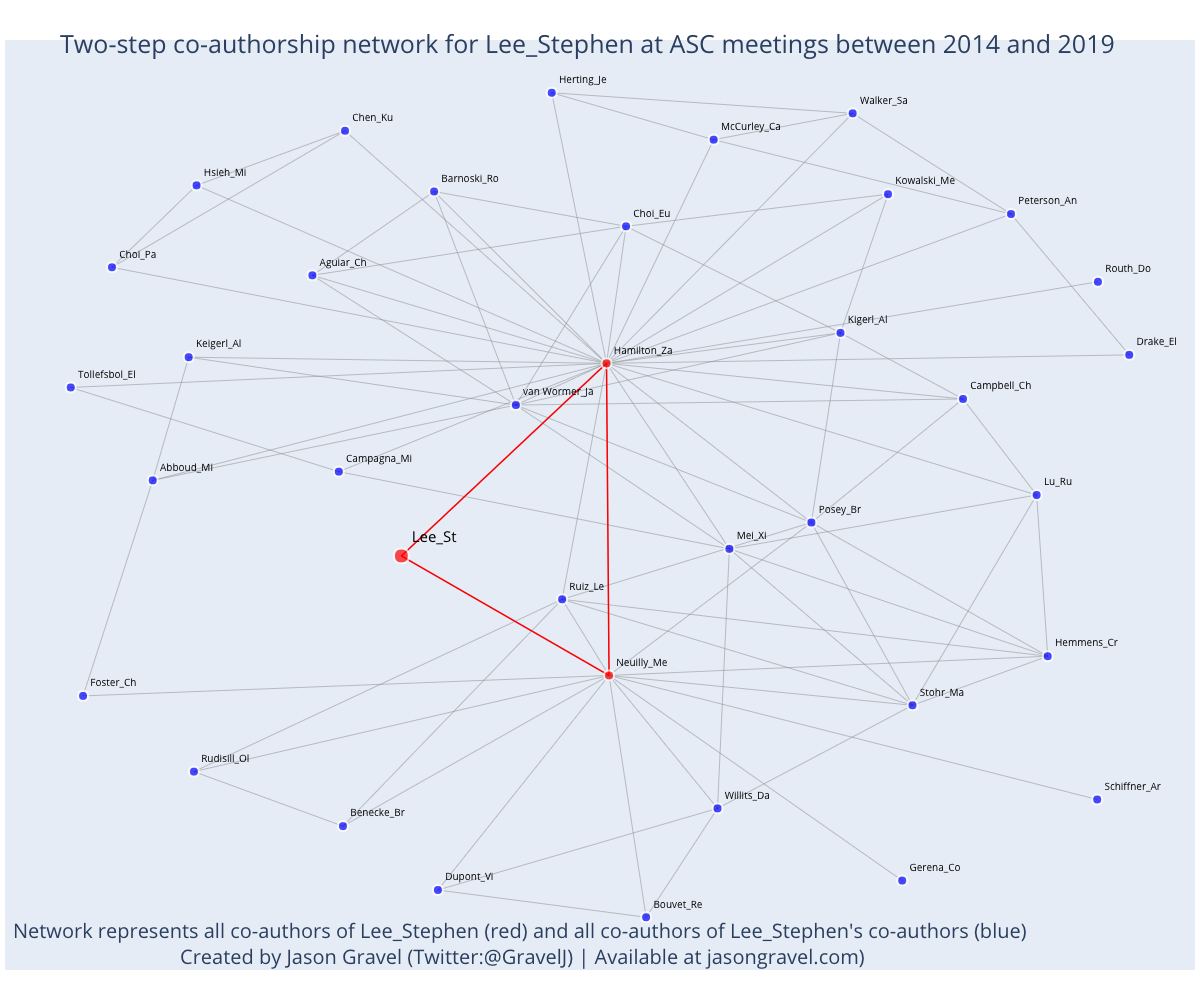 Two-step co-authorship network for Lee_Stephen at ASC meetings between 2014 and 2019
Herting_Je
Walker_Sa
Chen_Ku
McCurley_Ca
Hsieh_Mi
Barnoski_Ro
Kowalski_Me
Peterson_An
Choi_Eu
Choi_Pa
Aguiar_Ch
Routh_Do
Kigerl_Al
Keigerl_Al
Hamilton_Za
Drake_El
Tollefsbol_El
van Wormer_Ja
Campbell_Ch
Abboud_Mi
Campagna_Mi
Lu_Ru
Posey_Br
Lee_St
Mei_Xi
Ruiz_Le
Hemmens_Cr
Neuilly_Me
Foster_Ch
Stohr_Ma
Rudisill_Ol
Schiffner_Ar
Willits_Da
Benecke_Br
Gerena_Co
Dupont_Vi
Bouvet_Re
Network represents all co-authors of Lee_Stephen (red) and all co-authors of Lee_Stephen's co-authors (blue)
Created by Jason Gravel (Twitter:@GravelJ) | Available at jasongravel.com)